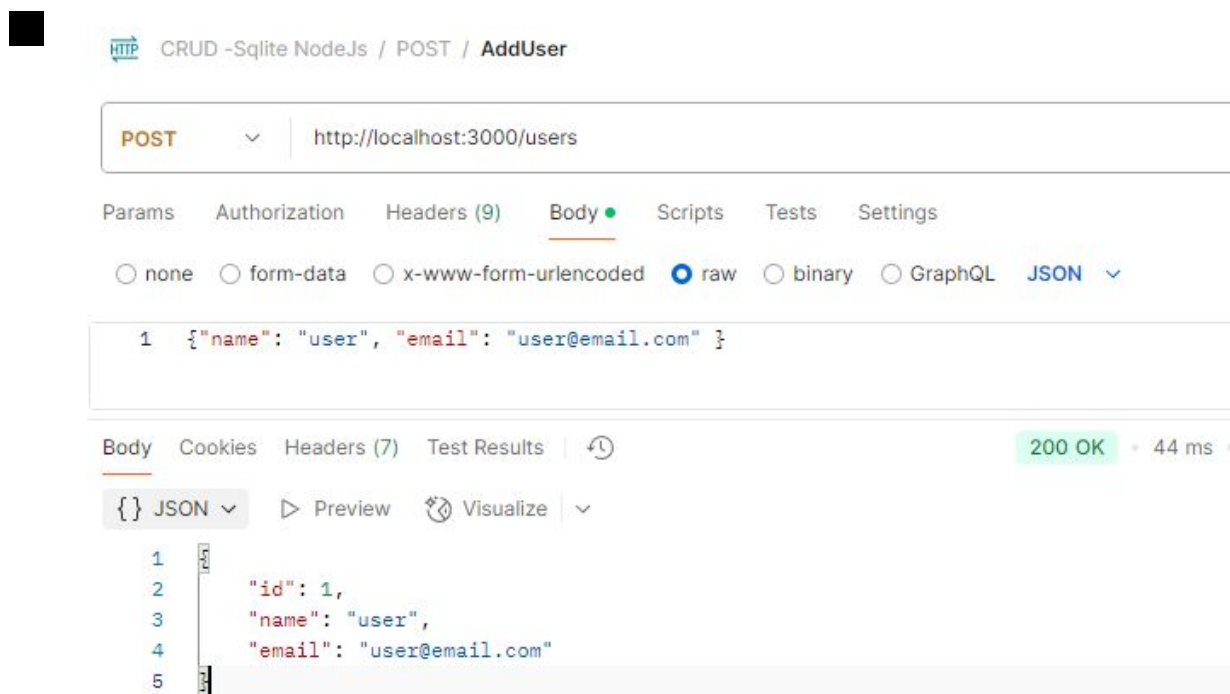 HTTP CRUD -Sqlite NodeJs / POST / AddUser
POST http://localhost:3000/users
Params Authorization Headers (9) Body Scripts Tests Settings
none form-data x-www-form-urlencoded raw binary GraphQL JSON
1 {"name": "user", "email": "user@email.com" }
Body Cookies Headers (7) Test Results 200 OK 44 ms
{} JSON Preview Visualize
1 {
2 "id": 1,
3 "name": "user",
4 "email": "user@email.com"
5 }